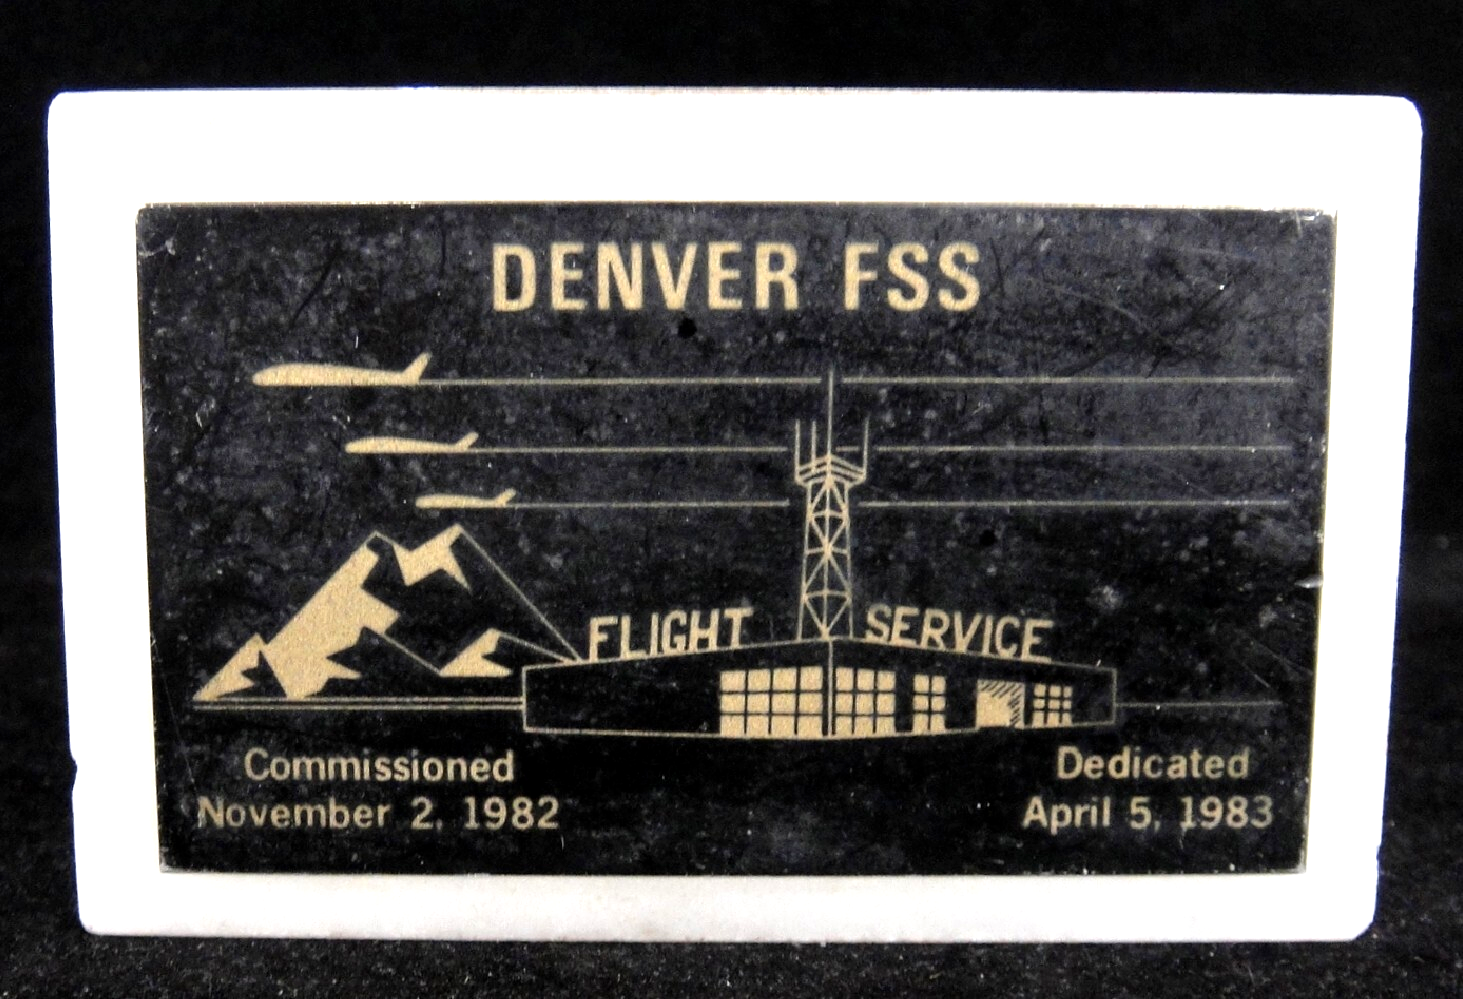 DENVER FSS
FLIGHT SERVICE
Commissioned
November 2, 1982
Dedicated
April 5, 1983